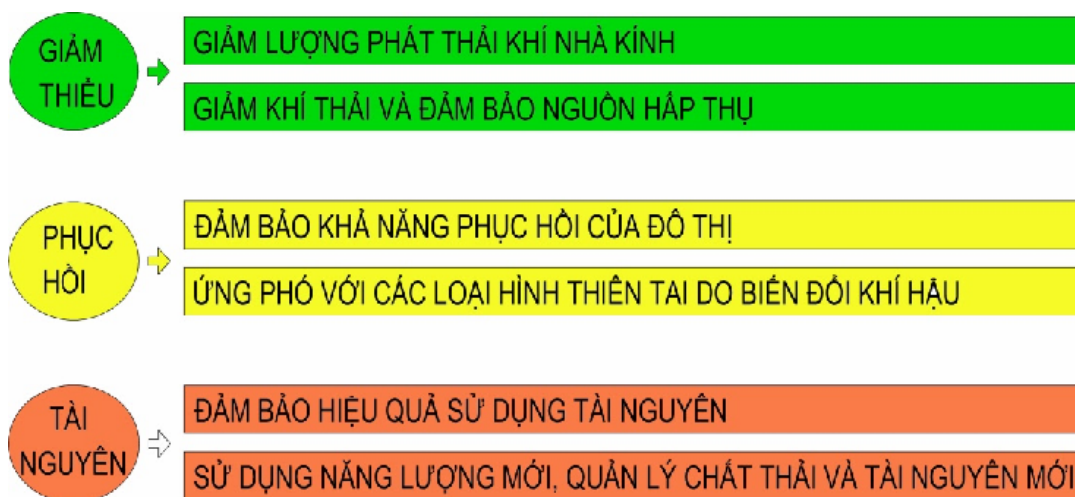 GIẢM
THIỂU
GIẢM LƯỢNG PHÁT THẢI KHÍ NHÀ KÍNH
GIẢM KHÍ THẢI VÀ ĐẢM BẢO NGUỒN HẤP THỤ
PHỤC
HỒI
ĐẢM BẢO KHẢ NĂNG PHỤC HỒI CỦA ĐÔ THỊ
ỨNG PHÓ VỚI CÁC LOẠI HÌNH THIÊN TAI DO BIẾN ĐỔI KHÍ HẬU
TÀI
NGUYÊN
ĐẢM BẢO HIỆU QUẢ SỬ DỤNG TÀI NGUYÊN
SỬ DỤNG NĂNG LƯỢNG MỚI, QUẢN LÝ CHẤT THẢI VÀ TÀI NGUYÊN MỚI